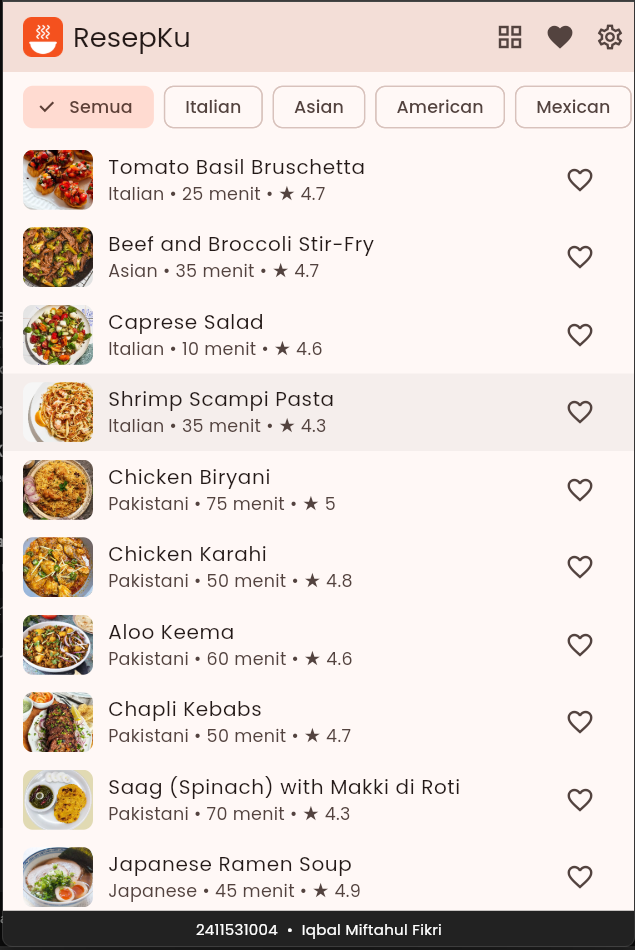 ResepKu
Semua Italian Asian American Mexican
Tomato Basil Bruschetta
Italian • 25 menit • ★ 4.7
Beef and Broccoli Stir-Fry
Asian • 35 menit • ★ 4.7
Caprese Salad
Italian • 10 menit • ★ 4.6
Shrimp Scampi Pasta
Italian • 35 menit • ★ 4.3
Chicken Biryani
Pakistani • 75 menit • ★ 5
Chicken Karahi
Pakistani • 50 menit • ★ 4.8
Aloo Keema
Pakistani • 60 menit • ★ 4.6
Chapli Kebabs
Pakistani • 50 menit • ★ 4.7
Saag (Spinach) with Makki di Roti
Pakistani • 70 menit • ★ 4.3
Japanese Ramen Soup
Japanese • 45 menit • ★ 4.9
2411531004 • Iqbal Miftahul Fikri